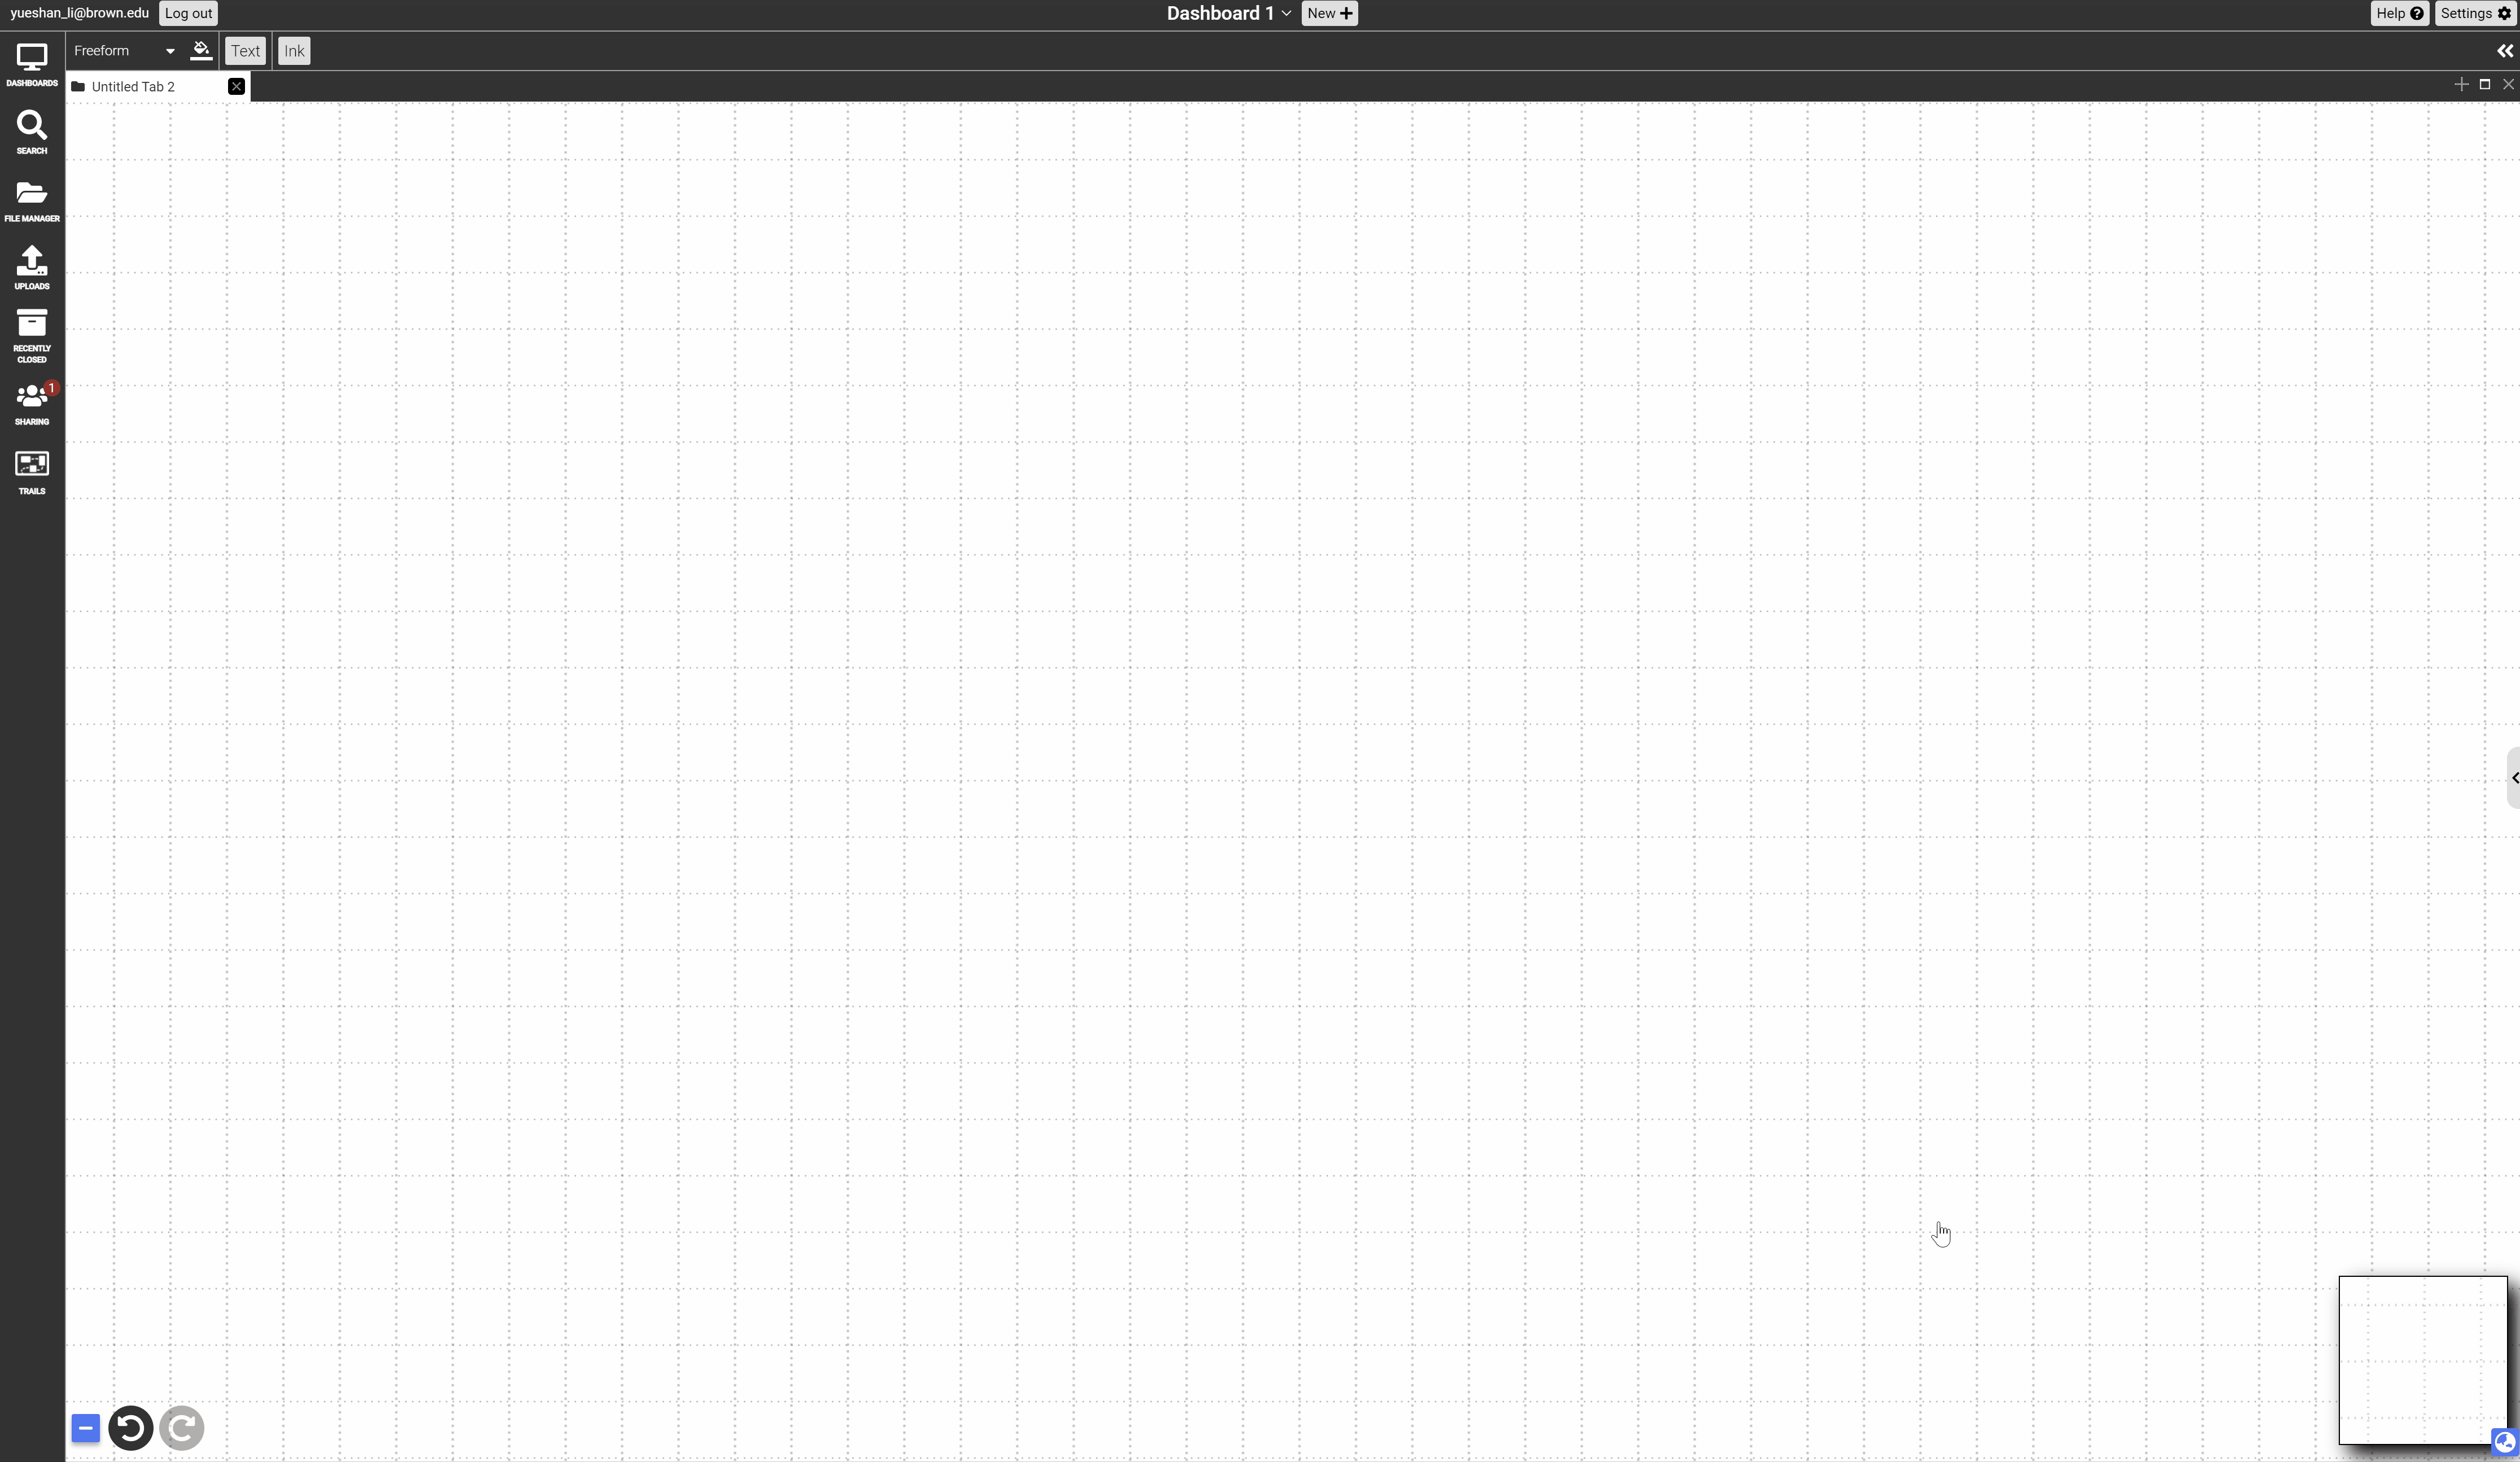 yueshan_li@brown.edu Log out Dashboard 1 New Help Settings
Freeform Text Ink
Untitled Tab 2
DASHBOARDS
SEARCH
FILE MANAGER
UPLOADS
RECENTLY
CLOSED
1
SHARING
TRAILS